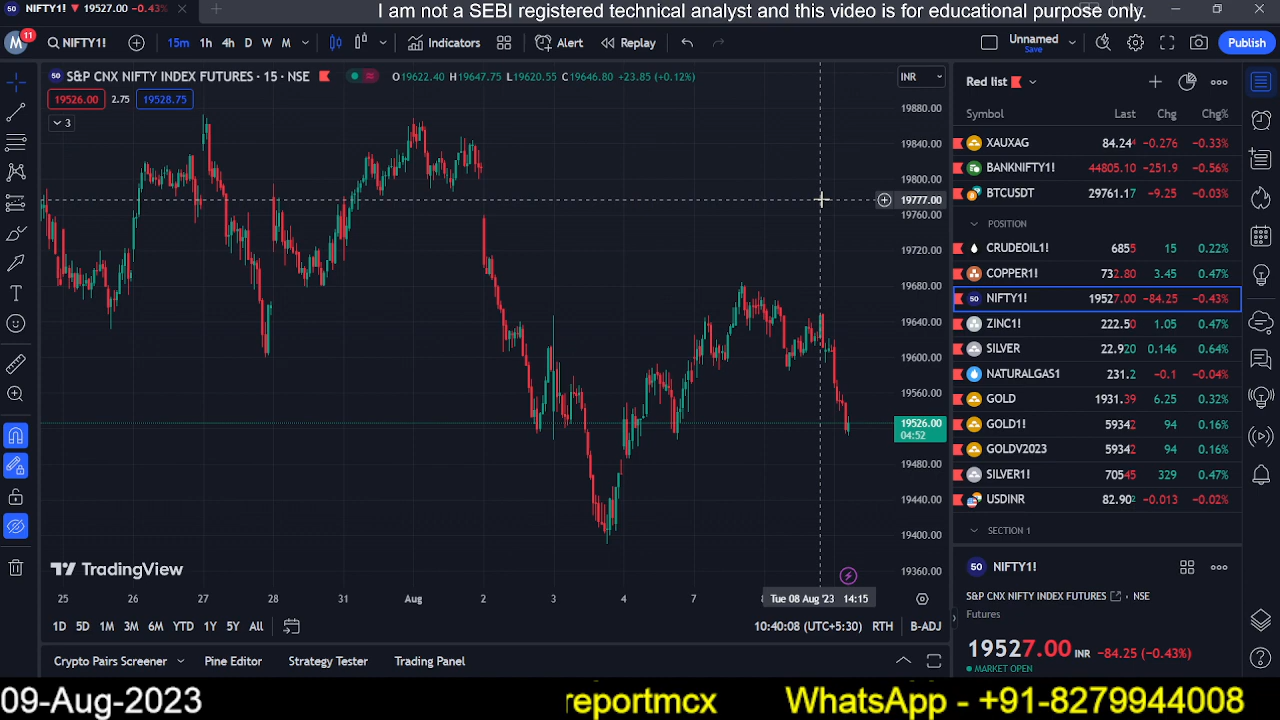 NIFTY1! ▼ 19527.00 −0.43%
I am not a SEBI registered technical analyst and this video is for educational purpose only.
M 11 NIFTY1! 15m 1h 4h D W M Indicators Alert Replay Unnamed Save Publish
50 S&P CNX NIFTY INDEX FUTURES · 15 · NSE O19622.40 H19647.75 L19620.55 C19646.80 +23.85 (+0.12%) INR
19526.00 2.75 19528.75
3
19880.00
19840.00
19800.00
19777.00
19760.00
19720.00
19680.00
19640.00
19600.00
19560.00
19526.00
04:52
19480.00
19440.00
19400.00
19360.00
TradingView
25 26 27 28 31 Aug 2 3 4 7 Tue 08 Aug '23 14:15
1D 5D 1M 3M 6M YTD 1Y 5Y All 10:40:08 (UTC+5:30) RTH B-ADJ
Crypto Pairs Screener Pine Editor Strategy Tester Trading Panel
Red list
Symbol Last Chg Chg%
XAUXAG 84.24⁴ −0.276 −0.33%
BANKNIFTY1! 44805.10 −251.9 −0.56%
BTCUSDT 29761.17 −9.25 −0.03%
POSITION
CRUDEOIL1! 6855 15 0.22%
COPPER1! 732.80 3.45 0.47%
50 NIFTY1! 19527.00 −84.25 −0.43%
ZINC1! 222.50 1.05 0.47%
SILVER 22.920 0.146 0.64%
NATURALGAS1 231.2 −0.1 −0.04%
GOLD 1931.39 6.25 0.32%
GOLD1! 59342 94 0.16%
GOLDV2023 59342 94 0.16%
SILVER1! 70545 329 0.47%
USDINR 82.90² −0.013 −0.02%
SECTION 1
50 NIFTY1!
S&P CNX NIFTY INDEX FUTURES · NSE
Futures
19527.00 INR −84.25 (−0.43%)
MARKET OPEN
09-Aug-2023 reportmcx WhatsApp - +91-8279944008